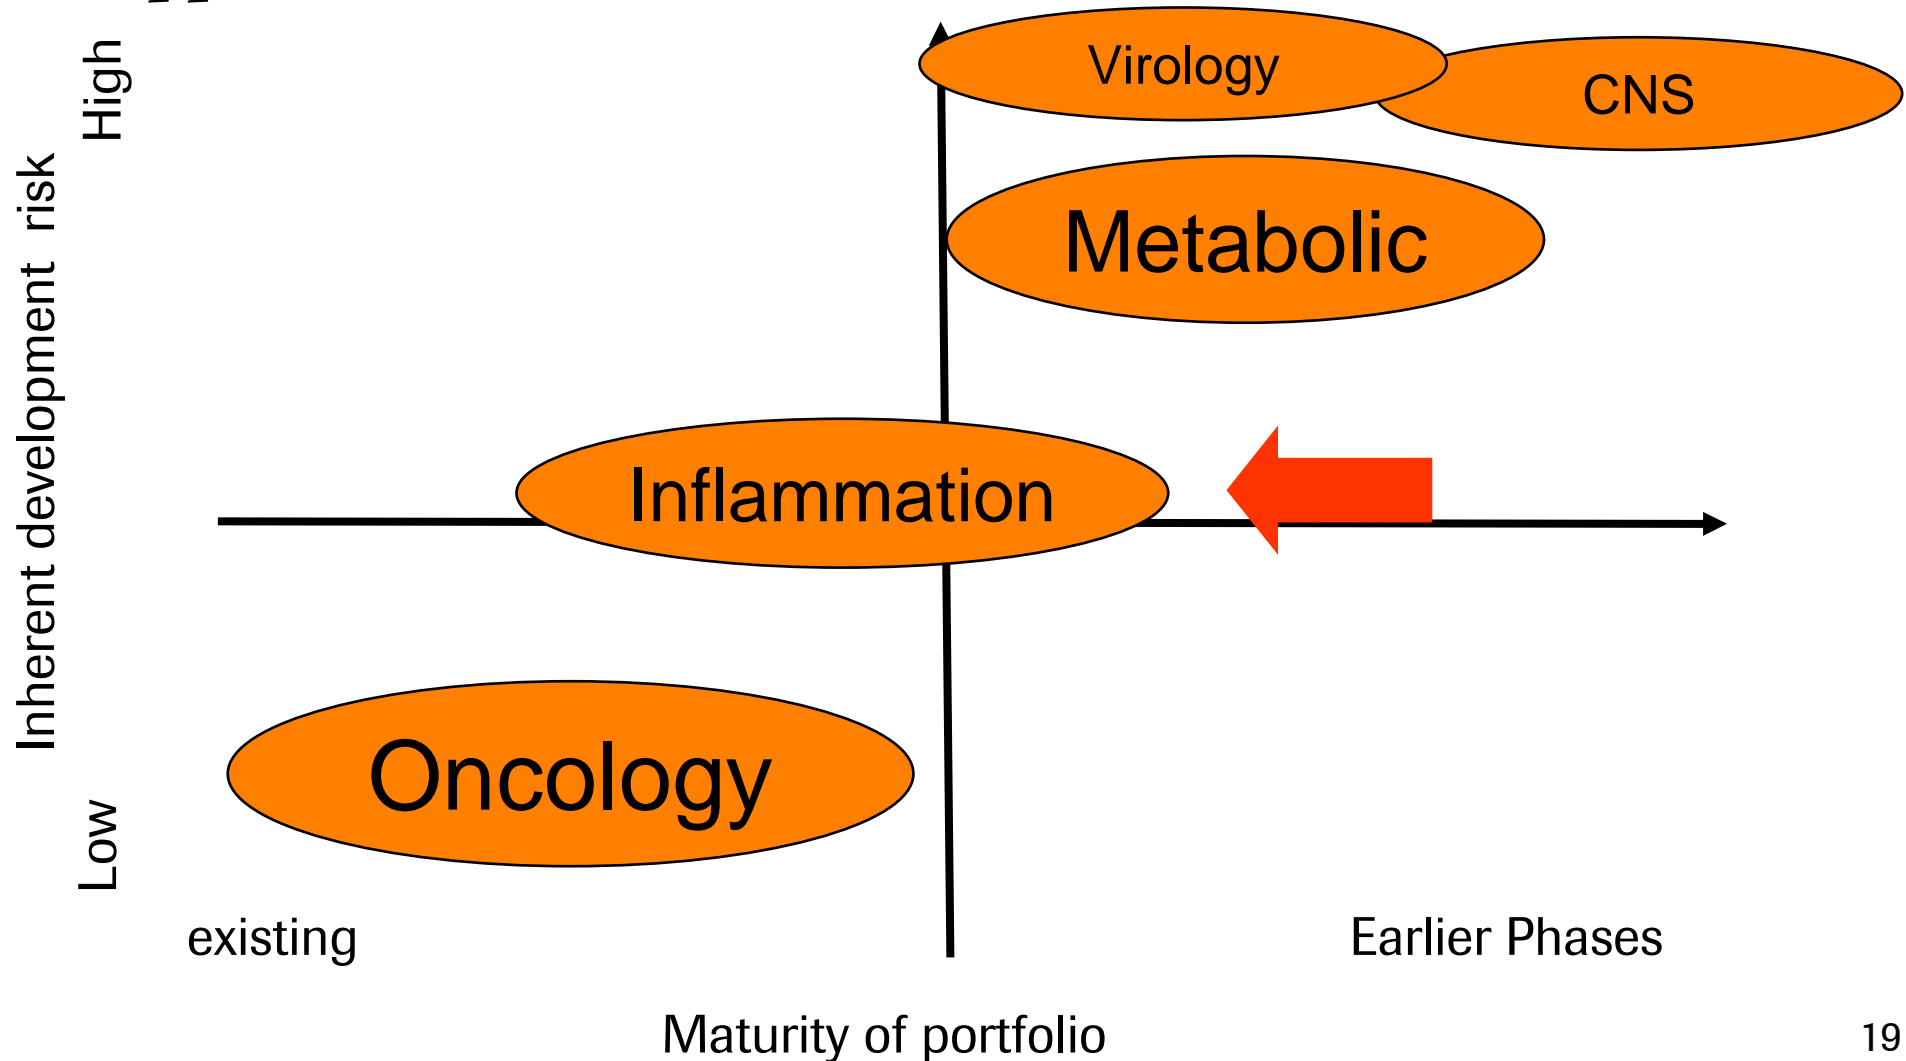 High
Virology
CNS
Metabolic
Inherent development risk
Inflammation
Oncology
Low
existing
Earlier Phases
Maturity of portfolio
19